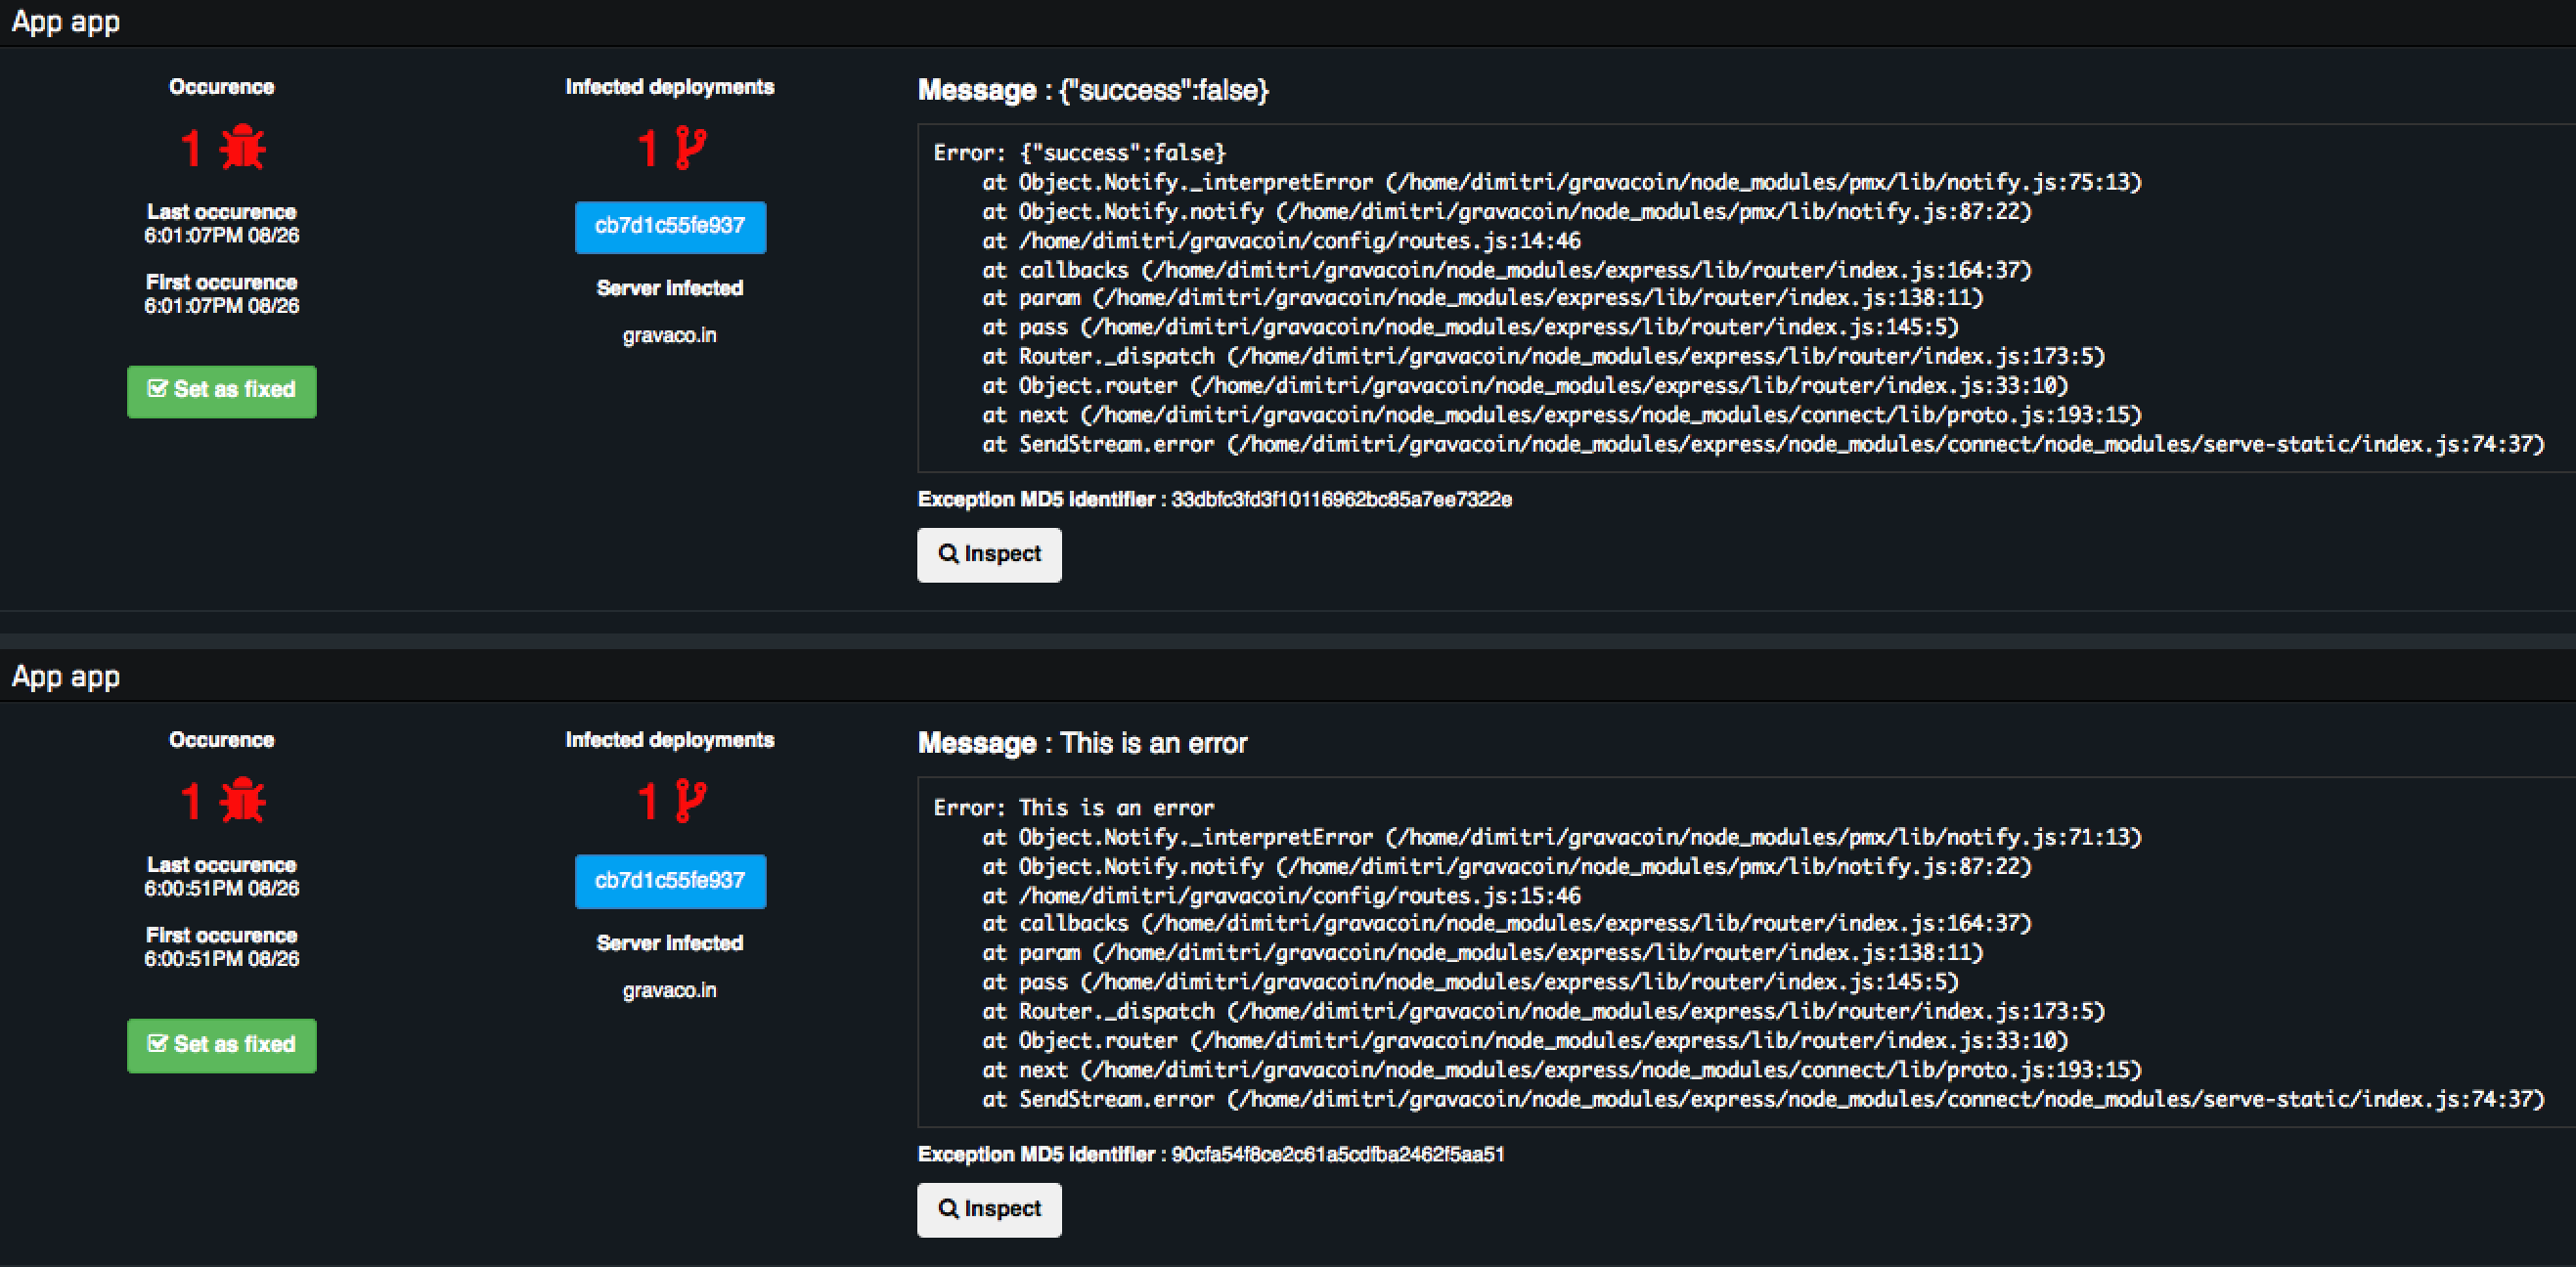 App app
Occurence
1
Last occurence
6:01:07PM 08/26
First occurence
6:01:07PM 08/26
Set as fixed
Infected deployments
1
cb7d1c55fe937
Server infected
gravaco.in
Message : {"success":false}
Error: {"success":false}
    at Object.Notify._interpretError (/home/dimitri/gravacoin/node_modules/pmx/lib/notify.js:75:13)
    at Object.Notify.notify (/home/dimitri/gravacoin/node_modules/pmx/lib/notify.js:87:22)
    at /home/dimitri/gravacoin/config/routes.js:14:46
    at callbacks (/home/dimitri/gravacoin/node_modules/express/lib/router/index.js:164:37)
    at param (/home/dimitri/gravacoin/node_modules/express/lib/router/index.js:138:11)
    at pass (/home/dimitri/gravacoin/node_modules/express/lib/router/index.js:145:5)
    at Router._dispatch (/home/dimitri/gravacoin/node_modules/express/lib/router/index.js:173:5)
    at Object.router (/home/dimitri/gravacoin/node_modules/express/lib/router/index.js:33:10)
    at next (/home/dimitri/gravacoin/node_modules/express/node_modules/connect/lib/proto.js:193:15)
    at SendStream.error (/home/dimitri/gravacoin/node_modules/express/node_modules/connect/node_modules/serve-static/index.js:74:37)
Exception MD5 identifier : 33dbfc3fd3f10116962bc85a7ee7322e
Inspect
App app
Occurence
1
Last occurence
6:00:51PM 08/26
First occurence
6:00:51PM 08/26
Set as fixed
Infected deployments
1
cb7d1c55fe937
Server infected
gravaco.in
Message : This is an error
Error: This is an error
    at Object.Notify._interpretError (/home/dimitri/gravacoin/node_modules/pmx/lib/notify.js:71:13)
    at Object.Notify.notify (/home/dimitri/gravacoin/node_modules/pmx/lib/notify.js:87:22)
    at /home/dimitri/gravacoin/config/routes.js:15:46
    at callbacks (/home/dimitri/gravacoin/node_modules/express/lib/router/index.js:164:37)
    at param (/home/dimitri/gravacoin/node_modules/express/lib/router/index.js:138:11)
    at pass (/home/dimitri/gravacoin/node_modules/express/lib/router/index.js:145:5)
    at Router._dispatch (/home/dimitri/gravacoin/node_modules/express/lib/router/index.js:173:5)
    at Object.router (/home/dimitri/gravacoin/node_modules/express/lib/router/index.js:33:10)
    at next (/home/dimitri/gravacoin/node_modules/express/node_modules/connect/lib/proto.js:193:15)
    at SendStream.error (/home/dimitri/gravacoin/node_modules/express/node_modules/connect/node_modules/serve-static/index.js:74:37)
Exception MD5 identifier : 90cfa54f8ce2c61a5cdfba2462f5aa51
Inspect